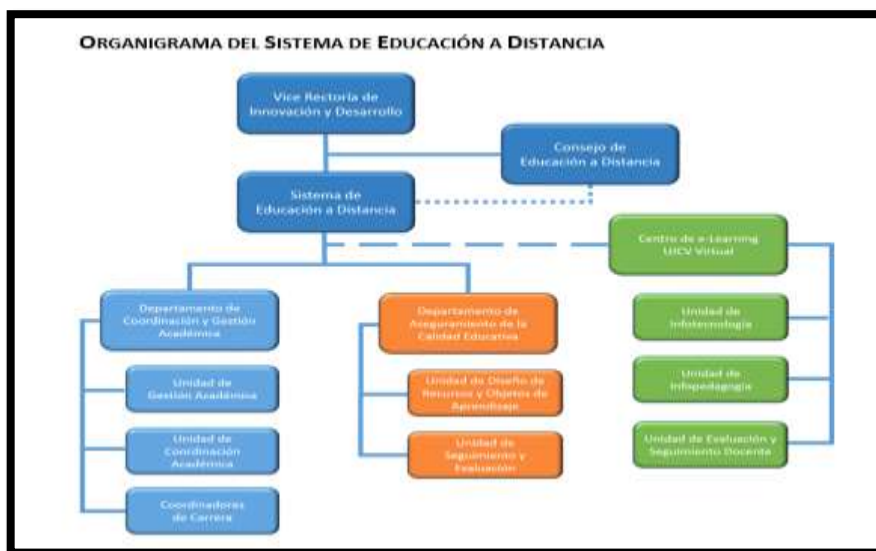 ORGANIGRAMA DEL SISTEMA DE EDUCACIÓN A DISTANCIA
Vice Rectoría de
Innovación y Desarrollo
Consejo de
Educación a Distancia
Sistema de
Educación a Distancia
Centro de e-Learning
UJCV Virtual
Departamento de
Coordinación y Gestión
Académica
Unidad de
Gestión Académica
Unidad de
Coordinación
Académica
Coordinadores
de Carrera
Departamento de
Aseguramiento de la
Calidad Educativa
Unidad de Diseño de
Recursos y Objetos de
Aprendizaje
Unidad de
Seguimiento y
Evaluación
Unidad de
Infotecnología
Unidad de
Infopedagogía
Unidad de Evaluación y
Seguimiento Docente